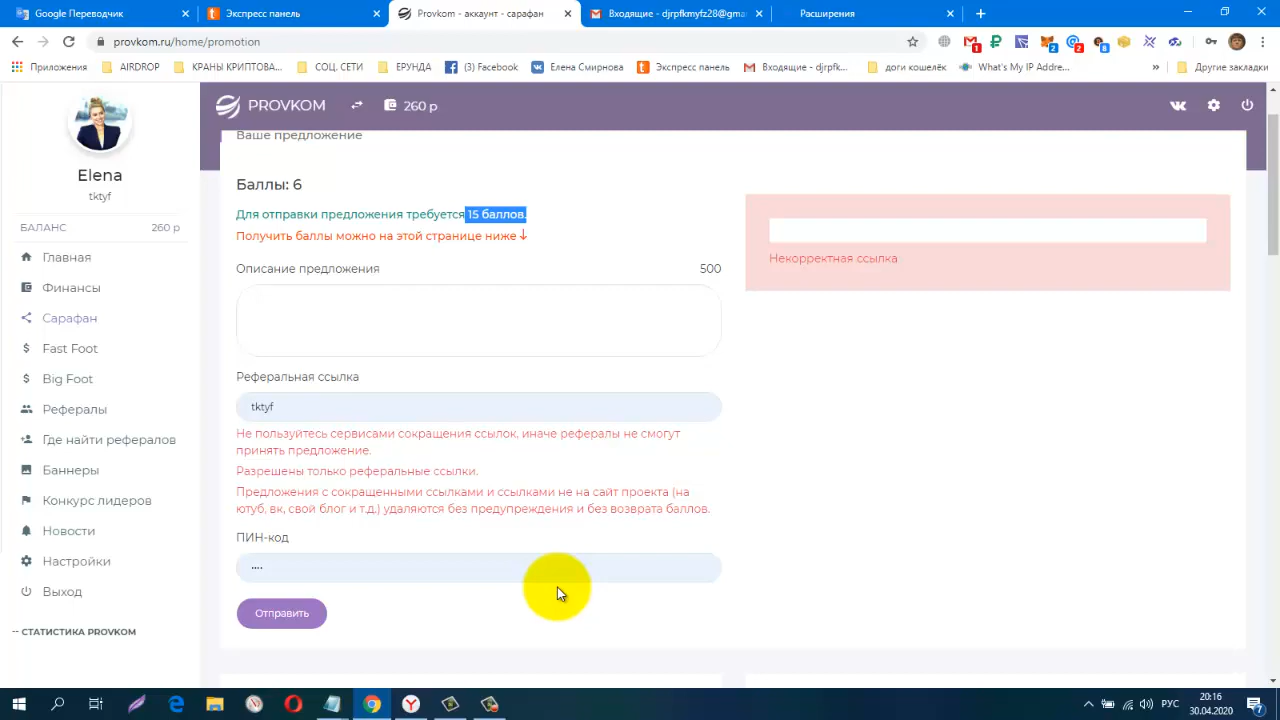 Google Переводчик
Экспресс панель
Provkom - аккаунт - сарафан
Входящие - djrpfkmyfz28@gma
Расширения
provkom.ru/home/promotion
Приложения
AIRDROP
КРАНЫ КРИПТОВА...
СОЦ. СЕТИ
ЕРУНДА
(3) Facebook
Елена Смирнова
Экспресс панель
Входящие - djrpfk...
доги кошелёк
What's My IP Addre...
»
Другие закладки
PROVKOM
260 р
Elena
tktyf
БАЛАНС 260 р
Главная
Финансы
Сарафан
Fast Foot
Big Foot
Рефералы
Где найти рефералов
Баннеры
Конкурс лидеров
Новости
Настройки
Выход
-- СТАТИСТИКА PROVKOM
Ваше предложение
Баллы: 6
Для отправки предложения требуется 15 баллов.
Получить баллы можно на этой странице ниже ↓
Описание предложения 500
Реферальная ссылка
tktyf
Не пользуйтесь сервисами сокращения ссылок, иначе рефералы не смогут
принять предложение.
Разрешены только реферальные ссылки.
Предложения с сокращенными ссылками и ссылками не на сайт проекта (на
ютуб, вк, свой блог и т.д.) удаляются без предупреждения и без возврата баллов.
ПИН-код
····
Отправить
Некорректная ссылка
РУС
20:16
30.04.2020